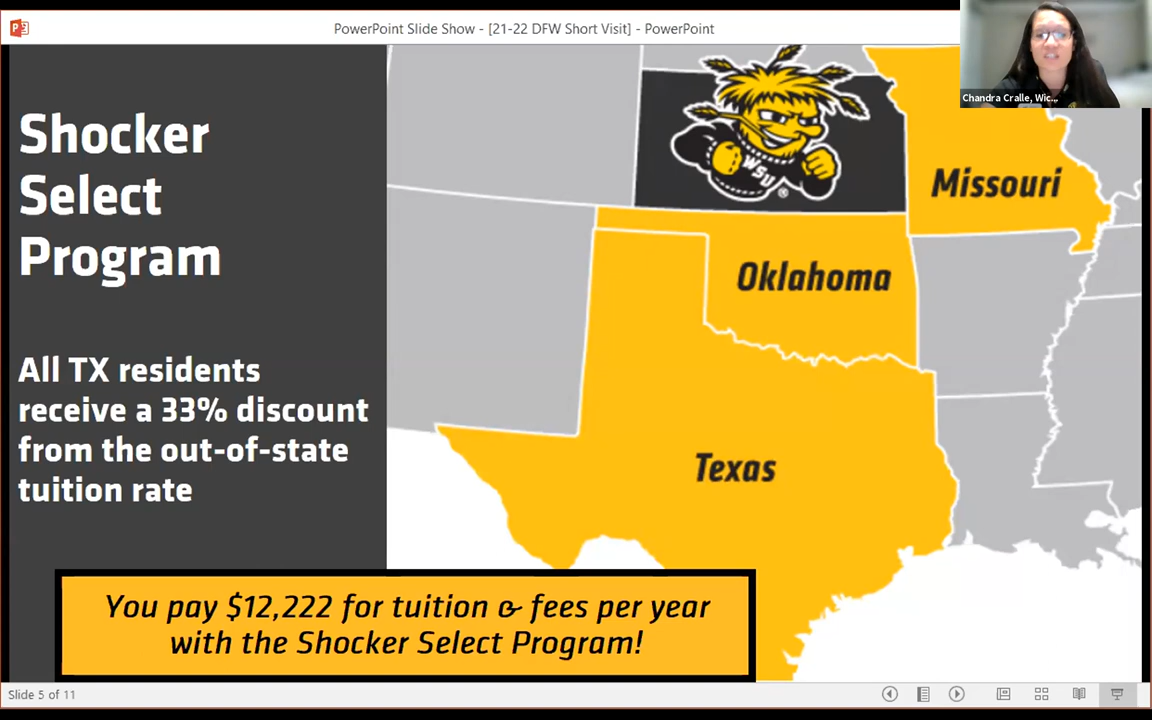 PowerPoint Slide Show - [21-22 DFW Short Visit] - PowerPoint
Chandra Cralle, Wic...
Shocker
Select
Program
All TX residents
receive a 33% discount
from the out-of-state
tuition rate
WSU
®
Missouri
Oklahoma
Texas
You pay $12,222 for tuition & fees per year
with the Shocker Select Program!
Slide 5 of 11